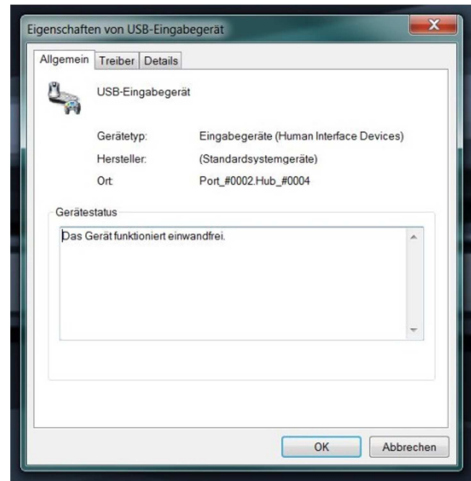 Eigenschaften von USB-Eingabegerät
Allgemein Treiber Details
USB-Eingabegerät
Gerätetyp: Eingabegeräte (Human Interface Devices)
Hersteller: (Standardsystemgeräte)
Ort: Port_#0002.Hub_#0004
Gerätestatus
Das Gerät funktioniert einwandfrei.
OK Abbrechen